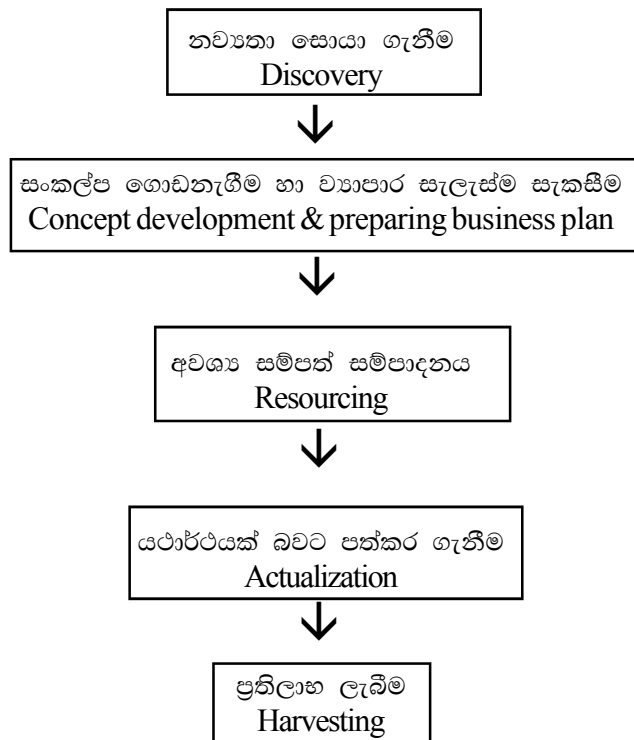 නව්‍යතා සොයා ගැනීම
Discovery
සංකල්ප ගොඩනැගීම හා ව්‍යාපාර සැලැස්ම සැකසීම
Concept development & preparing business plan
අවශ්‍ය සම්පත් සම්පාදනය
Resourcing
යථාර්ථයක් බවට පත්කර ගැනීම
Actualization
ප්‍රතිලාභ ලැබීම
Harvesting